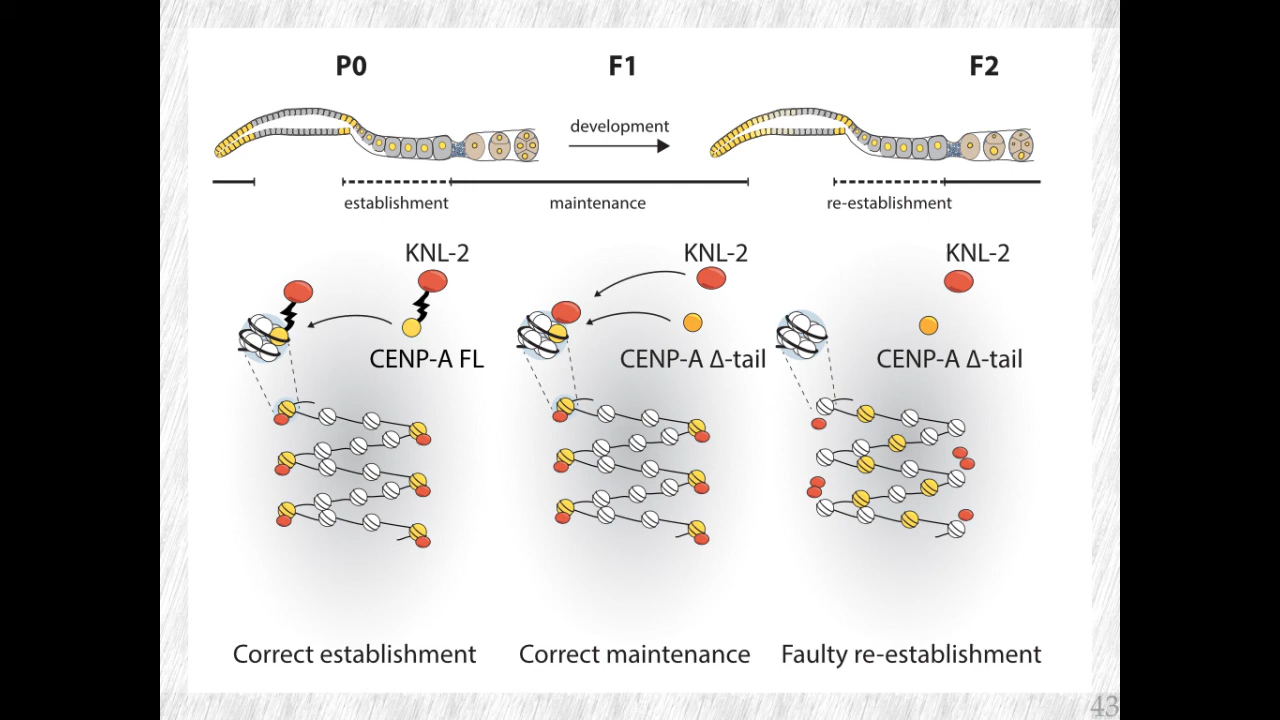 P0 F1 F2
development
establishment maintenance re-establishment
KNL-2 KNL-2 KNL-2
CENP-A FL CENP-A Δ-tail CENP-A Δ-tail
Correct establishment Correct maintenance Faulty re-establishment
43